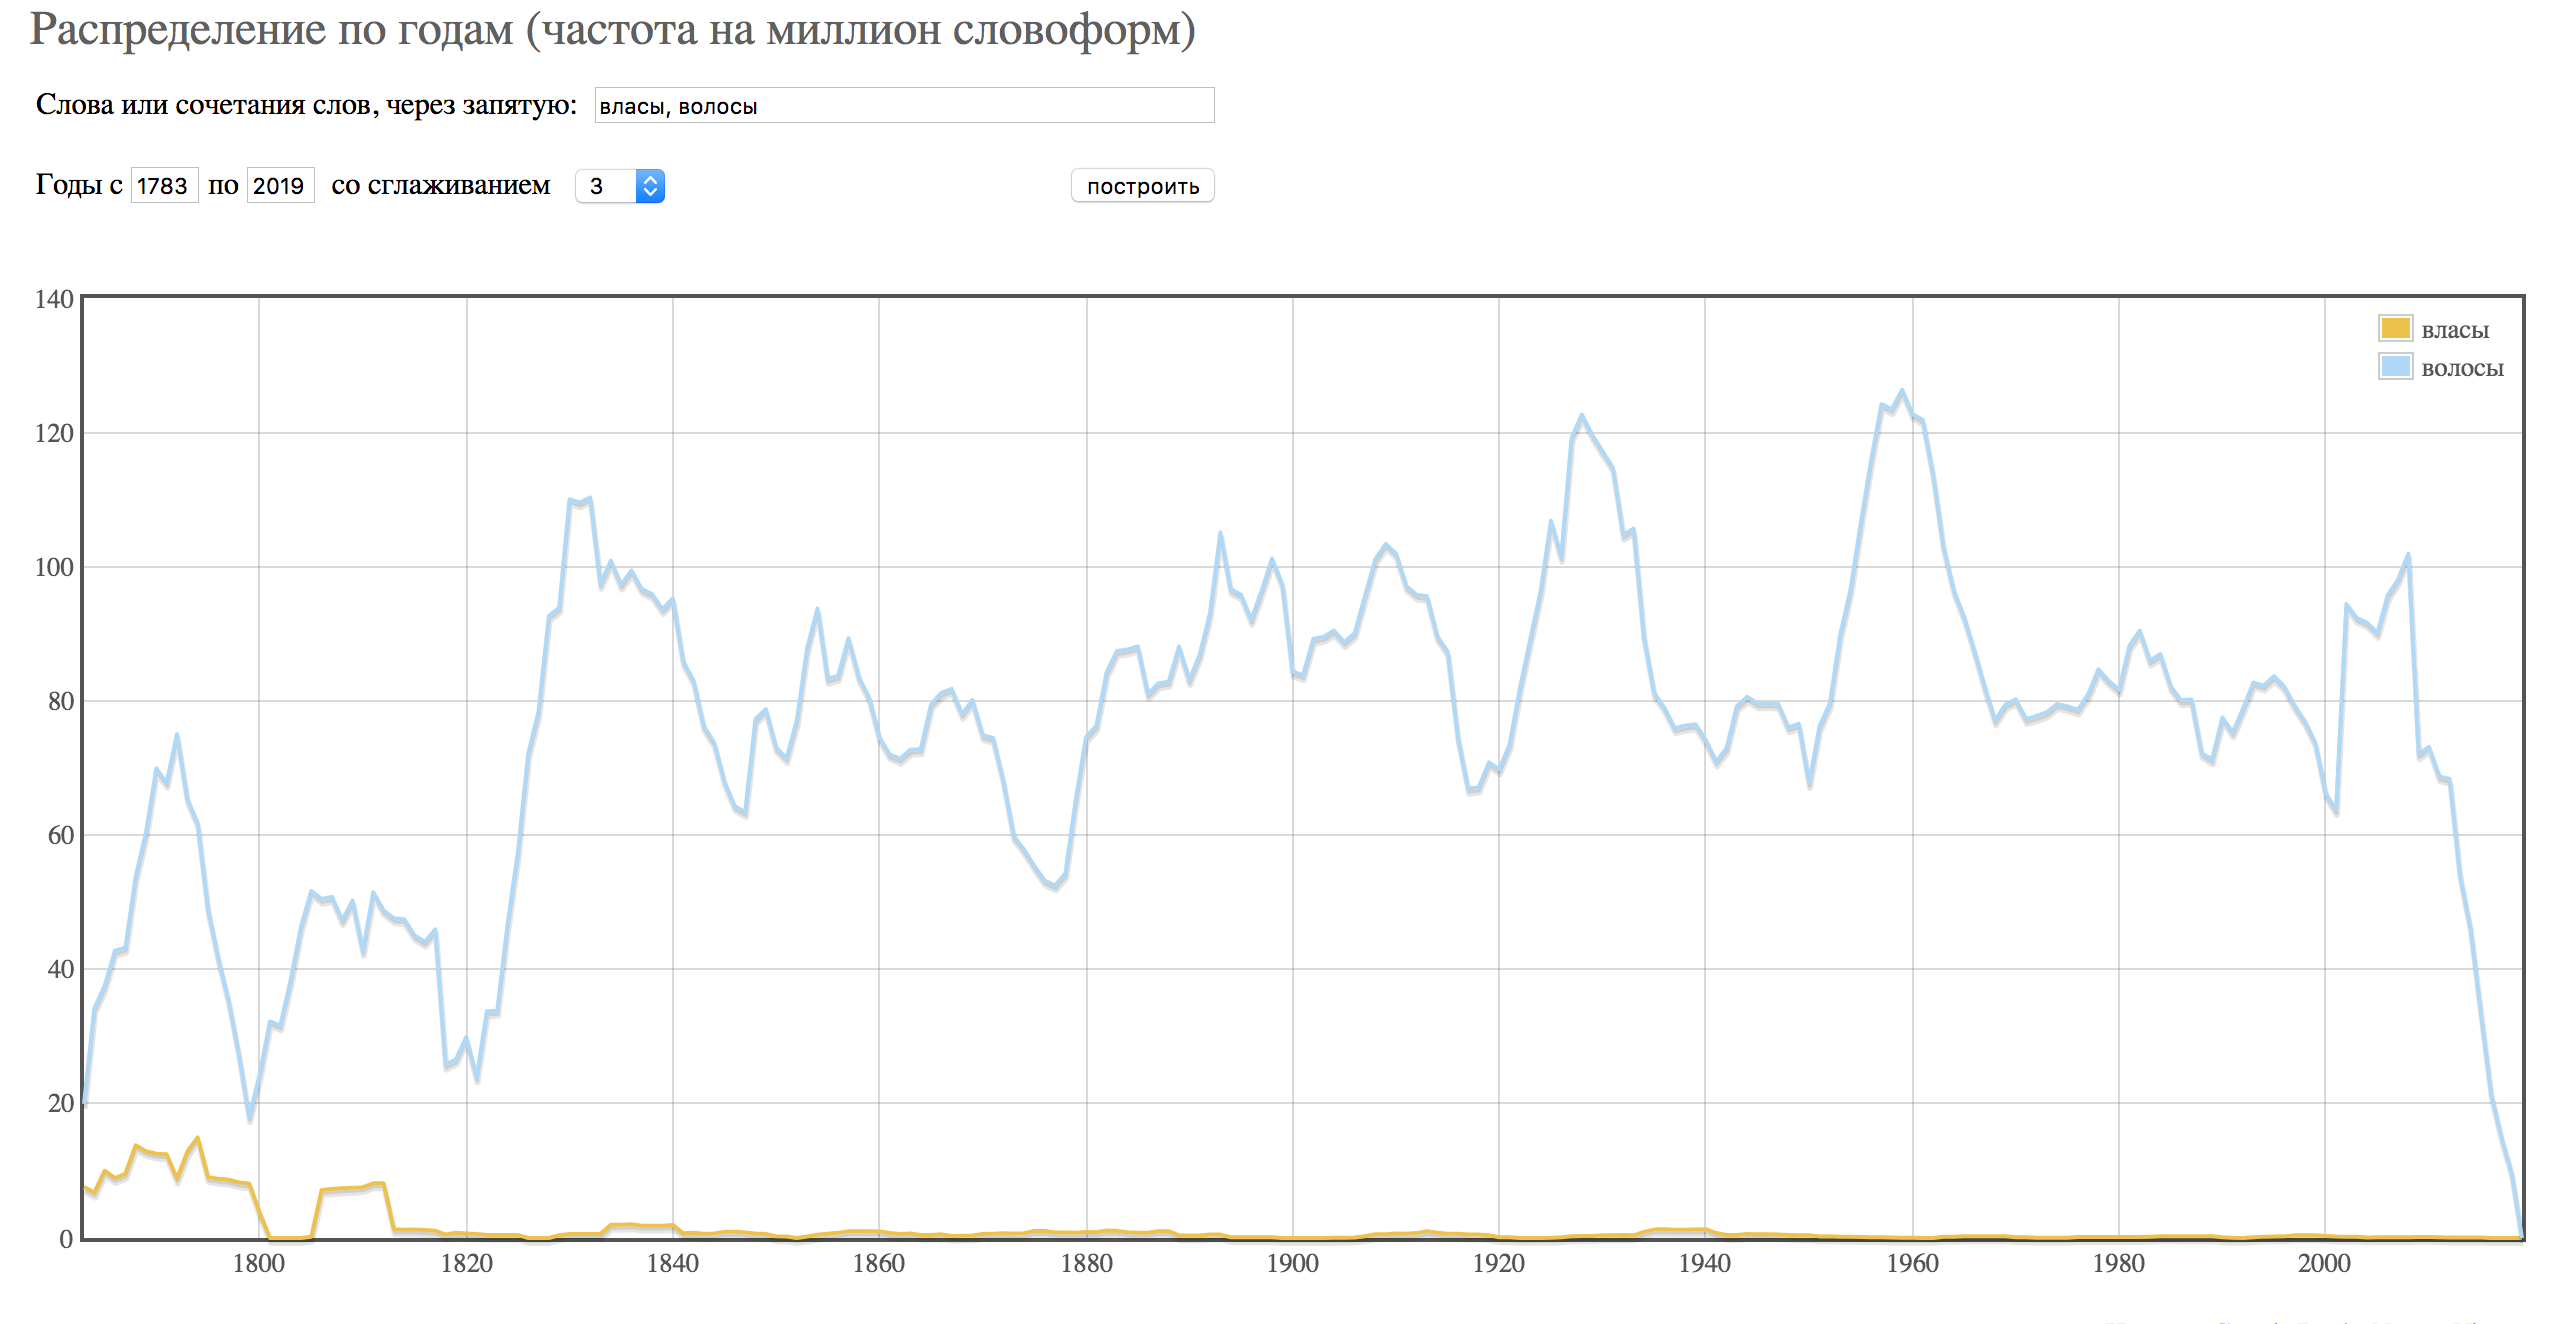 Распределение по годам (частота на миллион словоформ)
Слова или сочетания слов, через запятую: власы, волосы
Годы с 1783 по 2019 со сглаживанием 3 построить
140
власы
волосы
120
100
80
60
40
20
0
1800 1820 1840 1860 1880 1900 1920 1940 1960 1980 2000